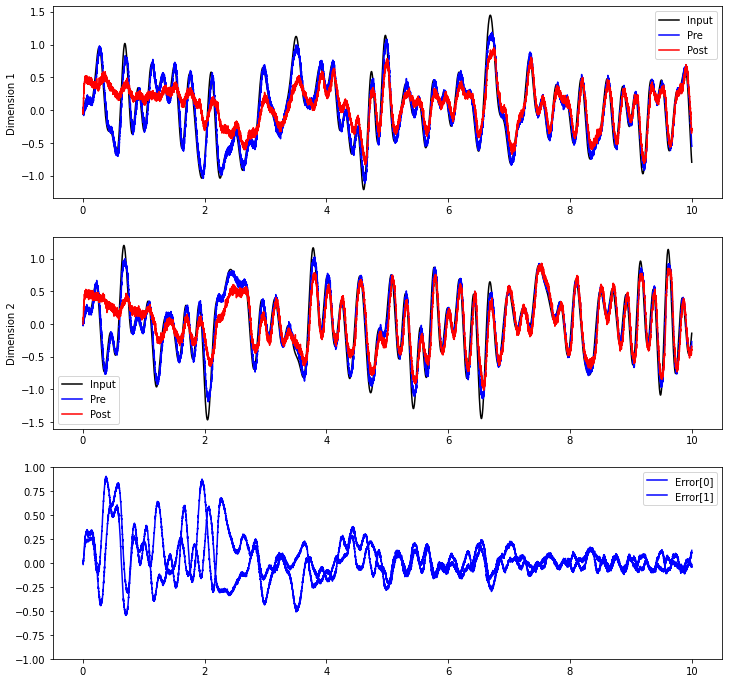 Dimension 1
1.5
1.0
0.5
0.0
−0.5
−1.0
Input
Pre
Post
0 2 4 6 8 10
Dimension 2
1.0
0.5
0.0
−0.5
−1.0
−1.5
Input
Pre
Post
0 2 4 6 8 10
1.00
0.75
0.50
0.25
0.00
−0.25
−0.50
−0.75
−1.00
Error[0]
Error[1]
0 2 4 6 8 10